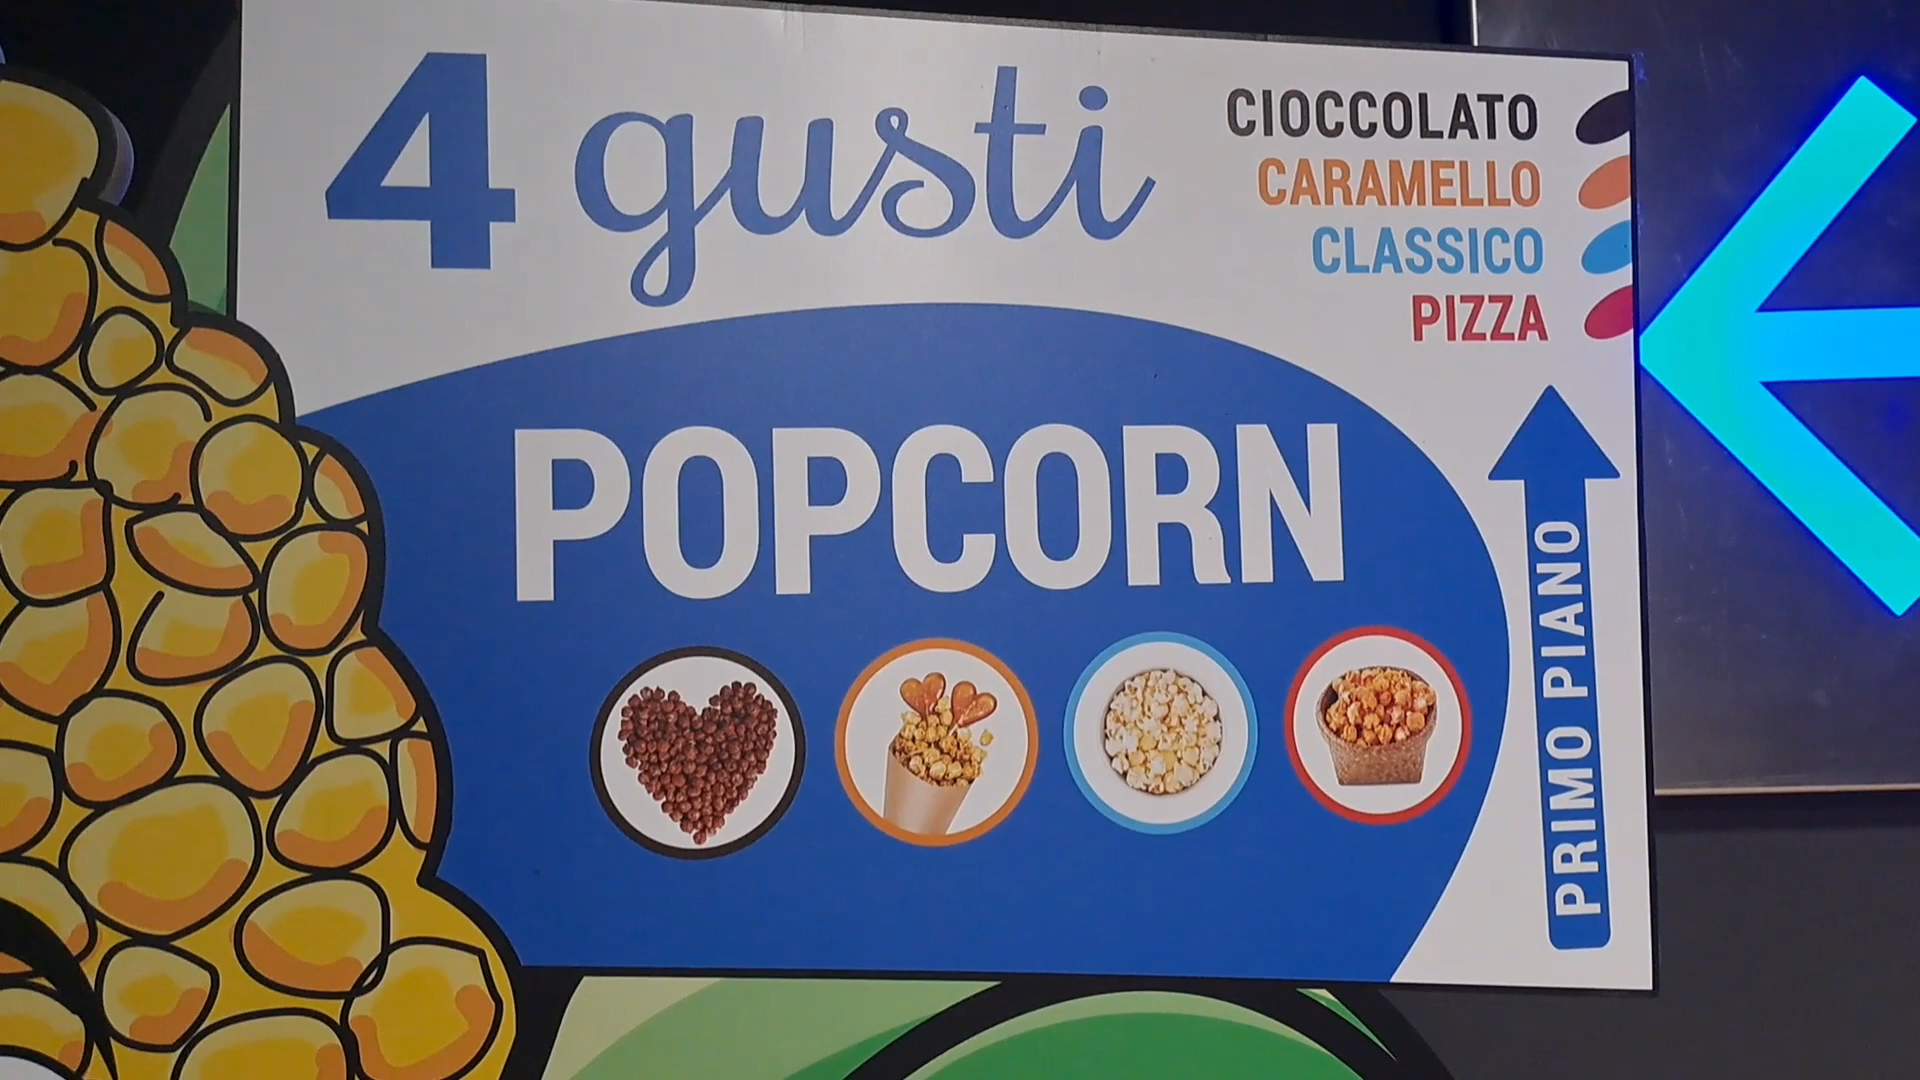 4 gusti
CIOCCOLATO
CARAMELLO
CLASSICO
PIZZA
POPCORN
PRIMO PIANO